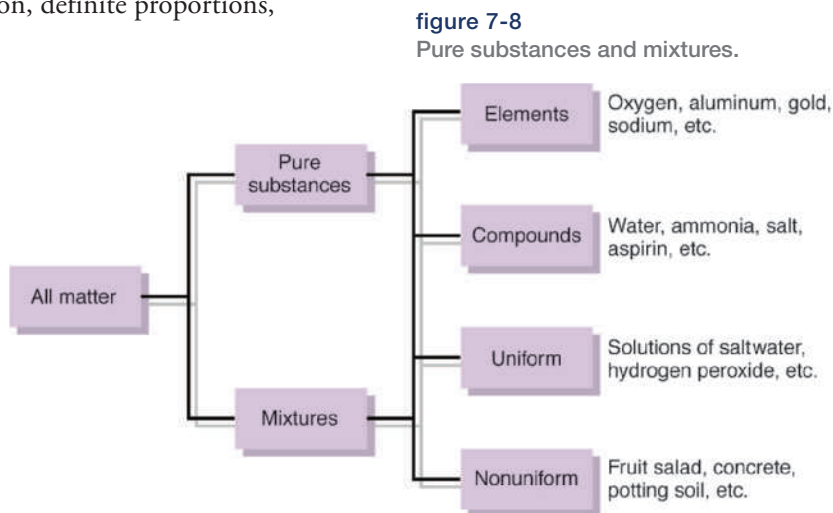 on, definite proportions,
figure 7-8
Pure substances and mixtures.
Elements
Oxygen, aluminum, gold,
sodium, etc.
Pure
substances
Compounds
Water, ammonia, salt,
aspirin, etc.
All matter
Uniform
Solutions of saltwater,
hydrogen peroxide, etc.
Mixtures
Nonuniform
Fruit salad, concrete,
potting soil, etc.